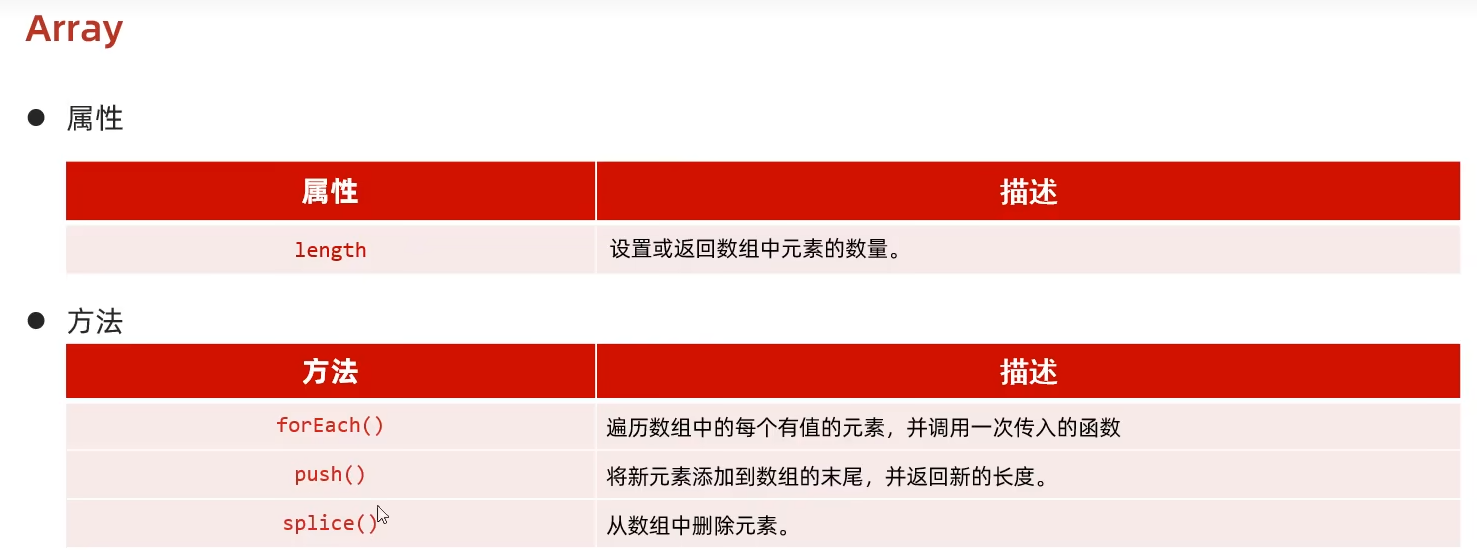 Array
属性
属性 描述
length 设置或返回数组中元素的数量。
方法
方法 描述
forEach() 遍历数组中的每个有值的元素，并调用一次传入的函数
push() 将新元素添加到数组的末尾，并返回新的长度。
splice() 从数组中删除元素。